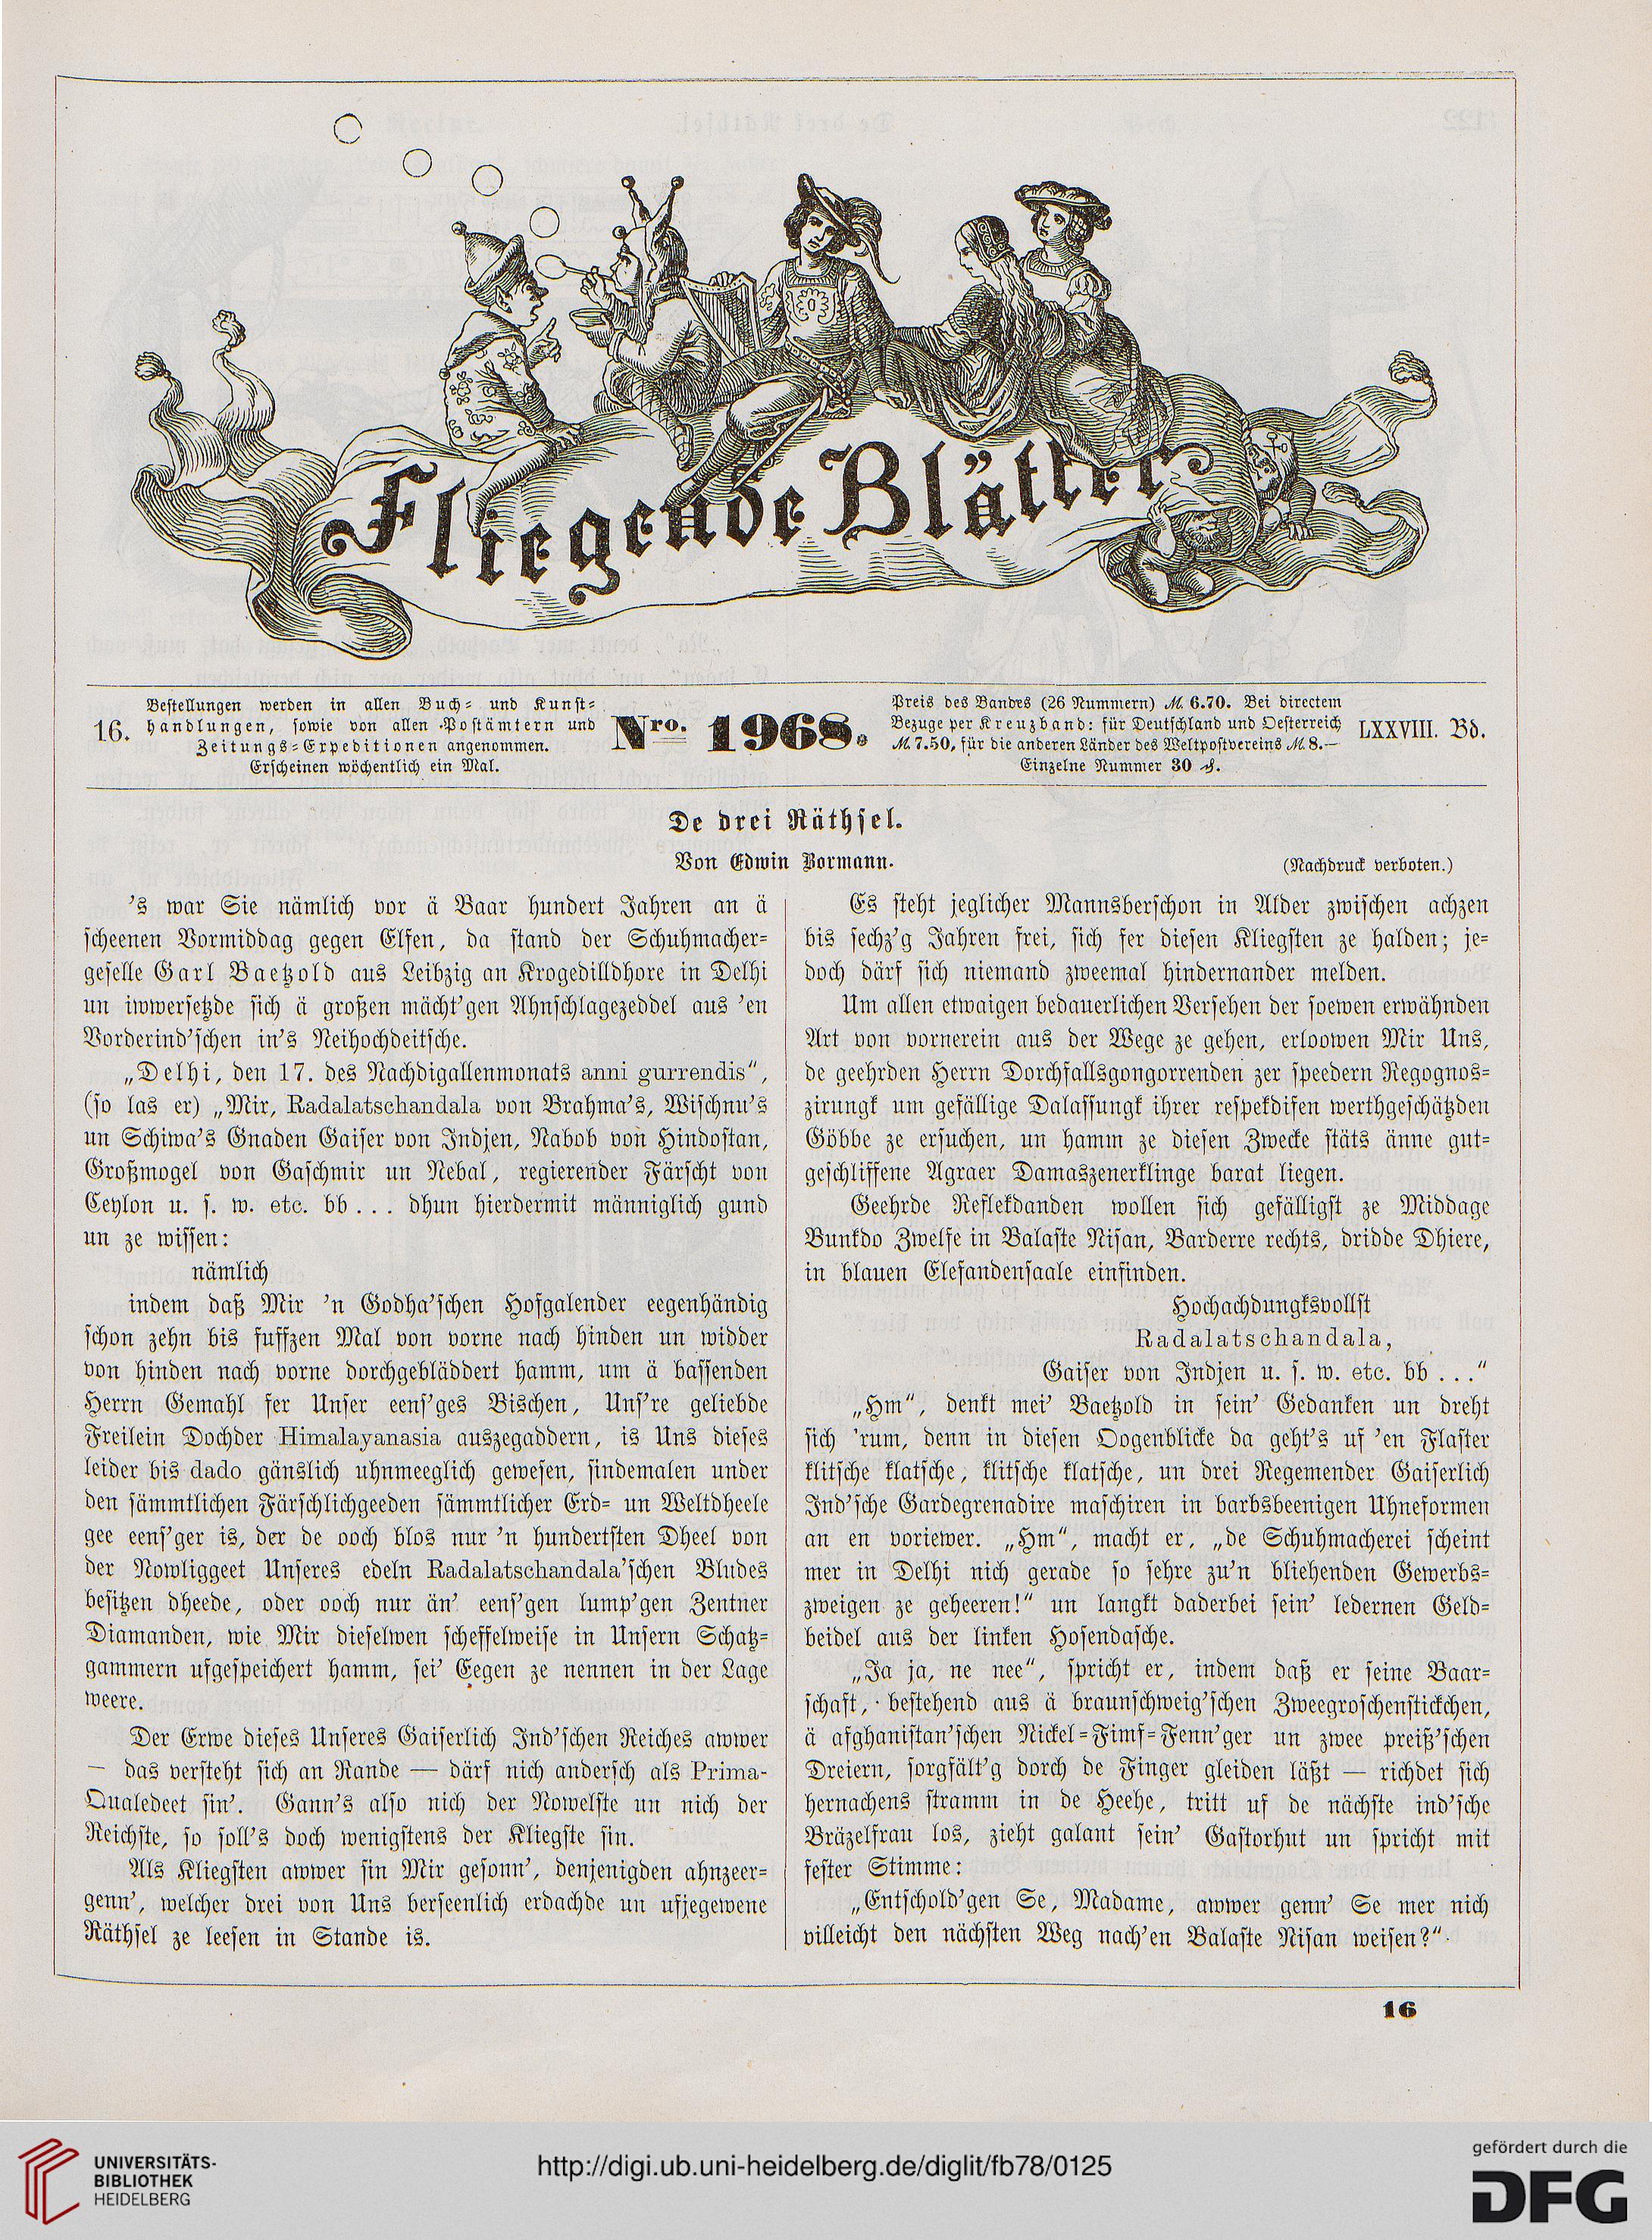 Fliegende Blätter
16.
Bestellungen werden in allen Buch- und Kunst-
handlungen, sowie von allen Postämtern und
Zeitungs-Expeditionen angenommen.
Erscheinen wöchentlich ein Mal.
Nro. 1968.
Preis des Bandes (26 Nummern) ℳ 6.70. Bei directem
Bezuge per Kreuzband: für Deutschland und Oesterreich
ℳ 7.50, für die anderen Länder des Weltpostvereins ℳ 8.—
Einzelne Nummer 30 ₰.
LXXVIII. Bd.
De drei Räthsel.
Von Edwin Bormann.
(Nachdruck verboten.)
's war Sie nämlich vor ä Baar hundert Jahren an ä
scheenen Vormiddag gegen Elfen, da stand der Schuhmacher-
geselle Garl Baetzold aus Leibzig an Krogedilldhore in Delhi
un iwwersetzde sich ä großen mächt'gen Ahnschlagezeddel aus 'en
Vorderind'schen in's Neihochdeitsche.
„Delhi, den 17. des Nachdigallenmonats anni gurrendis“,
(so las er) „Mir, Radalatschandala von Brahma's, Wischnu's
un Schiwa's Gnaden Gaiser von Indjen, Nabob von Hindostan,
Großmogel von Gaschmir un Nebal, regierender Färscht von
Ceylon u. s. w. etc. bb... dhun hierdermit männiglich gund
un ze wissen:
nämlich
indem daß Mir 'n Godha'schen Hofgalender eegenhändig
schon zehn bis fuffzen Mal von vorne nach hinden un widder
von hinden nach vorne dorchgebläddert hamm, um ä bassenden
Herrn Gemahl fer Unser eens'ges Bischen, Uns're geliebde
Freilein Dochder Himalayanasia auszegaddern, is Uns dieses
leider bis dado gänslich uhnmeeglich gewesen, sindemalen under
den sämmtlichen Färschlichgeeden sämmtlicher Erd- un Weltdheele
gee eens'ger is, der de ooch blos nur 'n hundertsten Dheel von
der Nowliggeet Unseres edeln Radalatschandala'schen Bludes
besitzen dheede, oder ooch nur än' eens'gen lump'gen Zentner
Diamanden, wie Mir dieselwen scheffelweise in Unsern Schatz-
gammern ufgespeichert hamm, sei' Eegen ze nennen in der Lage
weere.
Der Erwe dieses Unseres Gaiserlich Ind'schen Reiches awwer
— das versteht sich an Rande — därf nich andersch als Prima-
Qualedeet sin'. Gann's also nich der Nowelste un nich der
Reichste, so soll's doch wenigstens der Kliegste sin.
Als Kliegsten awwer sin Mir gesonn', denjenigden ahnzeer-
genn', welcher drei von Uns berseenlich erdachde un ufjegewene
Räthsel ze leesen in Stande is.
Es steht jeglicher Mannsberschon in Alder zwischen achzen
bis sechz'g Jahren frei, sich fer diesen Kliegsten ze halden; je-
doch därf sich niemand zweemal hindernander melden.
Um allen etwaigen bedauerlichen Versehen der soewen erwähnden
Art von vornerein aus der Wege ze gehen, erloowen Mir Uns,
de geehrden Herrn Dorchfallsgongorrenden zer speedern Regognos-
zirungk um gefällige Dalassungk ihrer respekdifen werthgeschätzden
Göbbe ze ersuchen, un hamm ze diesen Zwecke stäts änne gut-
geschliffene Agraer Damaszenerklinge barat liegen.
Geehrde Reflekdanden wollen sich gefälligst ze Middage
Bunkdo Zwelfe in Balaste Nisan, Barderre rechts, dridde Dhiere,
in blauen Elefandensaale einfinden.
Hochachdungksvollst
Radalatschandala,
Gaiser von Indjen u. s. w. etc. bb ...“
„Hm“, denkt mei' Baetzold in sein' Gedanken un dreht
sich 'rum, denn in diesen Oogenblicke da geht's uf 'en Flaster
klitsche klatsche, klitsche klatsche, un drei Regemender Gaiserlich
Ind'sche Gardegrenadire maschiren in barbsbeenigen Uhneformen
an en voriewer. „Hm“, macht er, „de Schuhmacherei scheint
mer in Delhi nich gerade so sehre zu'n bliehenden Gewerbs-
zweigen ze geheeren!“ un langkt daderbei sein' ledernen Geld-
beidel aus der linken Hosendasche.
„Ja ja, ne nee“, spricht er, indem daß er seine Baar-
schaft, bestehend aus ä braunschweig'schen Zweegroschenstickchen,
ä afghanistan'schen Nickel-Fimf-Fenn'ger un zwee preiß'schen
Dreiern, sorgfält'g dorch de Finger gleiden läßt — richdet sich
hernachens stramm in de Heehe, tritt uf de nächste ind'sche
Bräzelfrau los, zieht galant sein' Gastorhut un spricht mit
fester Stimme:
„Entschold'gen Se, Madame, awwer genn' Se mer nich
villeicht den nächsten Weg nach'en Balaste Nisan weisen?“
16
UNIVERSITÄTS-
BIBLIOTHEK
HEIDELBERG
http://digi.ub.uni-heidelberg.de/diglit/fb78/0125
gefördert durch die
DFG